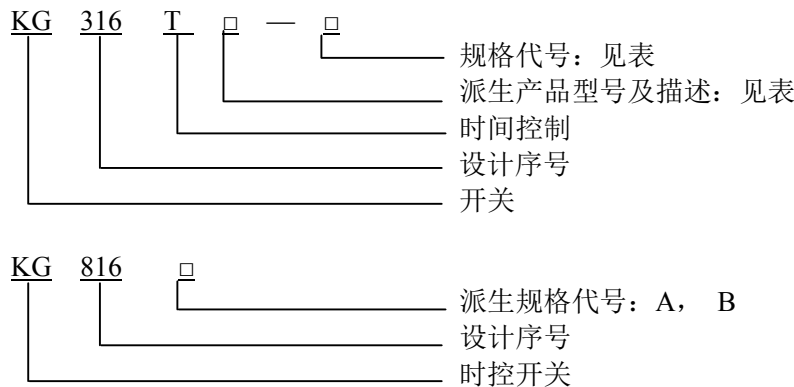 KG 316 T □ — □
规格代号：见表
派生产品型号及描述：见表
时间控制
设计序号
开关
KG 816 □
派生规格代号：A， B
设计序号
时控开关